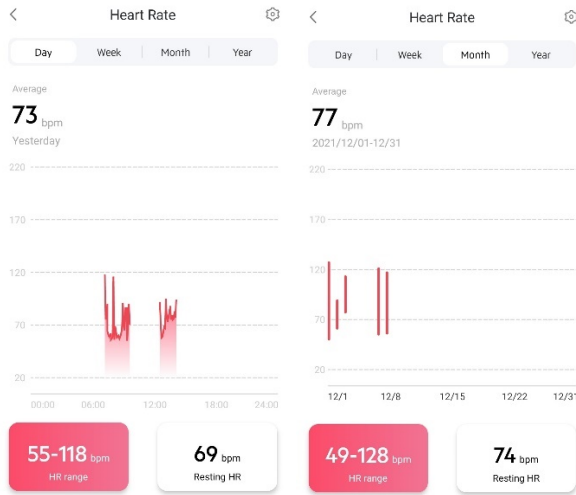 Heart Rate
Day Week Month Year
Average
73 bpm
Yesterday
220
170
120
70
20
00:00 06:00 12:00 18:00 24:00
55-118 bpm
HR range
69 bpm
Resting HR
Heart Rate
Day Week Month Year
Average
77 bpm
2021/12/01-12/31
220
170
120
70
20
12/1 12/8 12/15 12/22 12/31
49-128 bpm
HR range
74 bpm
Resting HR